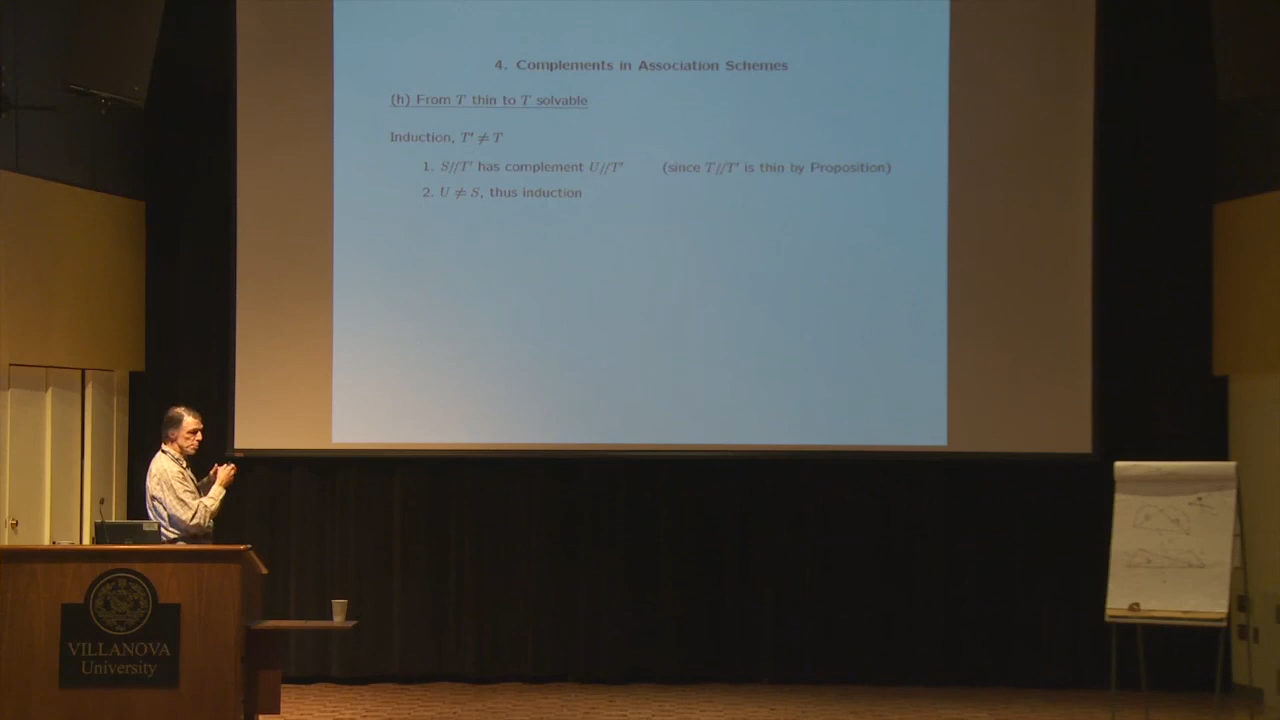 4. Complements in Association Schemes
(h) From T thin to T solvable
Induction, T′ ≠ T
1. S//T′ has complement U//T′ (since T//T′ is thin by Proposition)
2. U ≠ S, thus induction
VILLANOVA
University